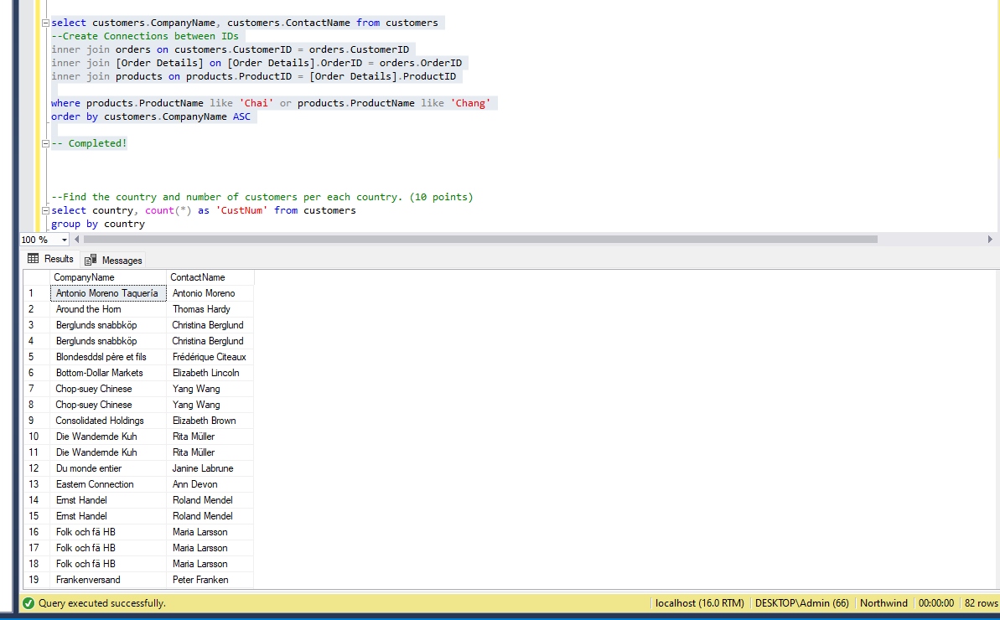 select customers.CompanyName, customers.ContactName from customers
--Create Connections between IDs
inner join orders on customers.CustomerID = orders.CustomerID
inner join [Order Details] on [Order Details].OrderID = orders.OrderID
inner join products on products.ProductID = [Order Details].ProductID
where products.ProductName like 'Chai' or products.ProductName like 'Chang'
order by customers.CompanyName ASC
-- Completed!
--Find the country and number of customers per each country. (10 points)
select country, count(*) as 'CustNum' from customers
group by country
100 %
Results Messages
CompanyName ContactName
1 Antonio Moreno Taquería Antonio Moreno
2 Around the Horn Thomas Hardy
3 Berglunds snabbköp Christina Berglund
4 Berglunds snabbköp Christina Berglund
5 Blondesddsl père et fils Frédérique Citeaux
6 Bottom-Dollar Markets Elizabeth Lincoln
7 Chop-suey Chinese Yang Wang
8 Chop-suey Chinese Yang Wang
9 Consolidated Holdings Elizabeth Brown
10 Die Wandernde Kuh Rita Müller
11 Die Wandernde Kuh Rita Müller
12 Du monde entier Janine Labrune
13 Eastern Connection Ann Devon
14 Ernst Handel Roland Mendel
15 Ernst Handel Roland Mendel
16 Folk och fä HB Maria Larsson
17 Folk och fä HB Maria Larsson
18 Folk och fä HB Maria Larsson
19 Frankenversand Peter Franken
Query executed successfully. localhost (16.0 RTM) DESKTOP\Admin (66) Northwind 00:00:00 82 rows